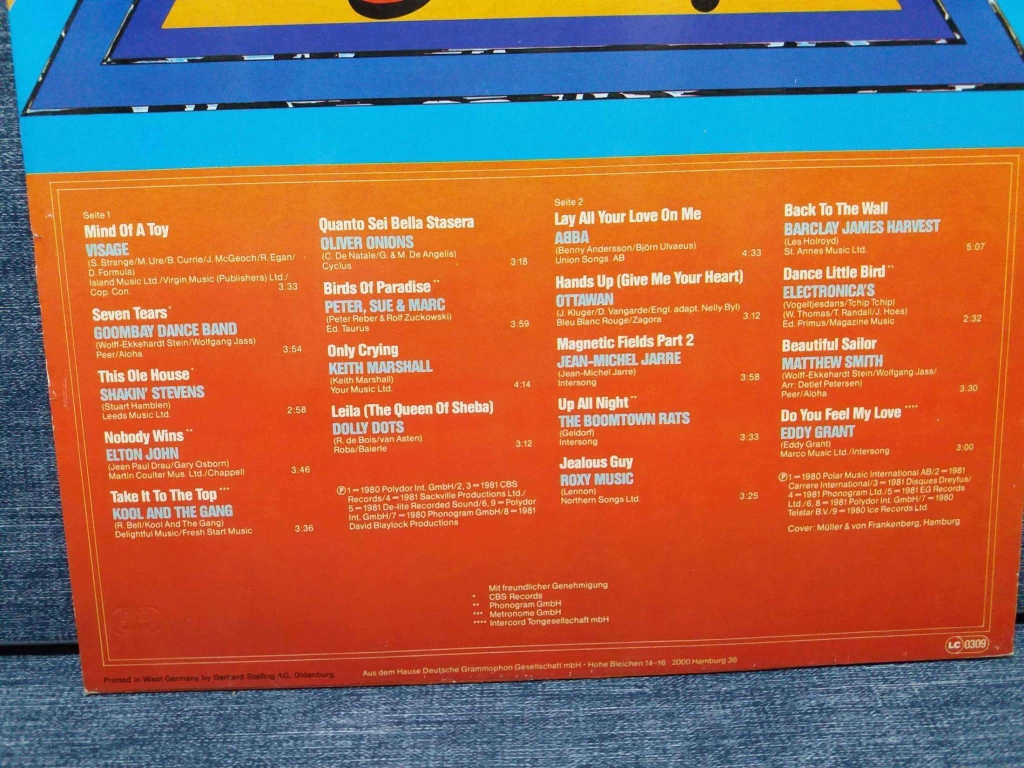 Seite 1
Mind Of A Toy
VISAGE
(S. Strange/M. Ure/B. Currie/J. McGeoch/R. Egan/
D. Formula)
Island Music Ltd./Virgin Music (Publishers) Ltd./
Cop. Con. 3:33
Seven Tears*
GOOMBAY DANCE BAND
(Wolff-Ekkehardt Stein/Wolfgang Jass)
Peer/Aloha 3:54
This Ole House*
SHAKIN' STEVENS
(Stuart Hamblen)
Leeds Music Ltd. 2:58
Nobody Wins**
ELTON JOHN
(Jean Paul Drau/Gary Osborn)
Martin Coulter Mus. Ltd./Chappell 3:46
Take It To The Top***
KOOL AND THE GANG
(R. Bell/Kool And The Gang)
Delightful Music/Fresh Start Music 3:36
Quanto Sei Bella Stasera
OLIVER ONIONS
(C. De Natale/G. & M. De Angelis)
Cyclus 3:18
Birds Of Paradise**
PETER, SUE & MARC
(Peter Reber & Rolf Zuckowski)
Ed. Taurus 3:59
Only Crying
KEITH MARSHALL
(Keith Marshall)
Your Music Ltd. 4:14
Leila (The Queen Of Sheba)
DOLLY DOTS
(R. de Bois/van Asten)
Roba/Baierle 3:12
Ⓟ1=1980 Polydor Int. GmbH/2, 3=1981 CBS
Records/4=1981 Sackville Productions Ltd./
5=1981 De-lite Recorded Sound/6, 9=Polydor
Int. GmbH/7=1980 Phonogram GmbH/8=1981
David Blaylock Productions
Seite 2
Lay All Your Love On Me
ABBA
(Benny Andersson/Björn Ulvaeus)
Union Songs AB 4:33
Hands Up (Give Me Your Heart)
OTTAWAN
(J. Kluger/D. Vangarde/Engl. adapt. Nelly Byl)
Bleu Blanc Rouge/Zagora 3:12
Magnetic Fields Part 2
JEAN-MICHEL JARRE
(Jean-Michel Jarre)
Intersong 3:58
Up All Night**
THE BOOMTOWN RATS
(Geldof)
Intersong 3:33
Jealous Guy
ROXY MUSIC
(Lennon)
Northern Songs Ltd. 3:25
Back To The Wall
BARCLAY JAMES HARVEST
(Les Holroyd)
St. Annes Music Ltd. 5:07
Dance Little Bird**
ELECTRONICA'S
(Vogeltjesdans/Tchip Tchip)
(W. Thomas/T. Randall/J. Hoes)
Ed. Primus/Magazine Music 2:32
Beautiful Sailor
MATTHEW SMITH
(Wolff-Ekkehardt Stein/Wolfgang Jass/
Arr: Detlef Petersen)
Peer/Aloha 3:30
Do You Feel My Love****
EDDY GRANT
(Eddy Grant)
Marco Music Ltd./Intersong 3:00
Ⓟ1=1980 Polar Music International AB/2=1981
Carrere International/3=1981 Disques Dreyfus/
4=1981 Phonogram Ltd./5=1981 EG Records
Ltd./6, 8=1981 Polydor Int. GmbH/7=1980
Telstar B.V./9=1980 Ice Records Ltd.
Cover: Müller & von Frankenberg, Hamburg
Mit freundlicher Genehmigung
* CBS Records
** Phonogram GmbH
*** Metronome GmbH
**** Intercord Tongesellschaft mbH
LC 0309
Printed in West Germany by Gerhard Stalling AG, Oldenburg
Aus dem Hause Deutsche Grammophon Gesellschaft mbH · Hohe Bleichen 14-16 · 2000 Hamburg 36